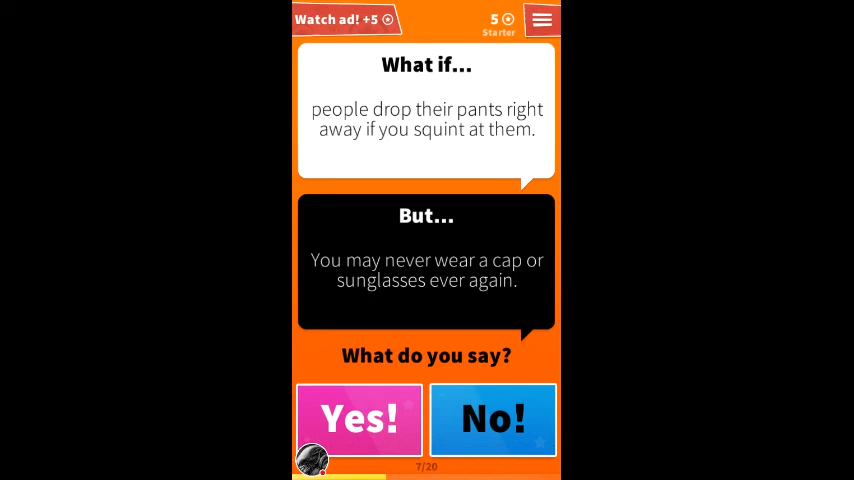 Watch ad! +5
5
Starter
What if...
people drop their pants right
away if you squint at them.
But...
You may never wear a cap or
sunglasses ever again.
What do you say?
Yes!
No!
7/20